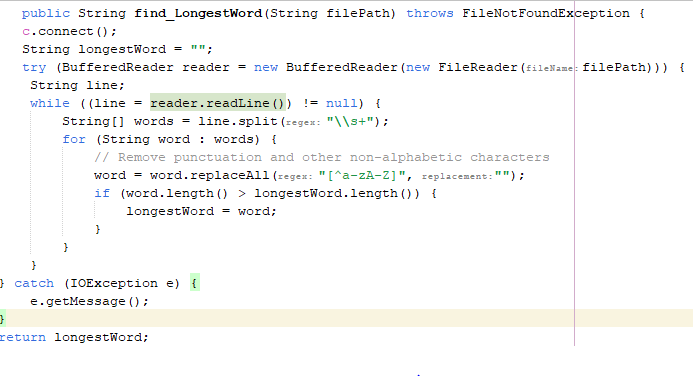 public String find_LongestWord(String filePath) throws FileNotFoundException {
c.connect();
String longestWord = "";
try (BufferedReader reader = new BufferedReader(new FileReader(fileName: filePath))) {
String line;
while ((line = reader.readLine()) != null) {
String[] words = line.split(regex: "\\s+");
for (String word : words) {
// Remove punctuation and other non-alphabetic characters
word = word.replaceAll(regex: "[^a-zA-Z]", replacement: "");
if (word.length() > longestWord.length()) {
longestWord = word;
}
}
}
} catch (IOException e) {
e.getMessage();
}
return longestWord;